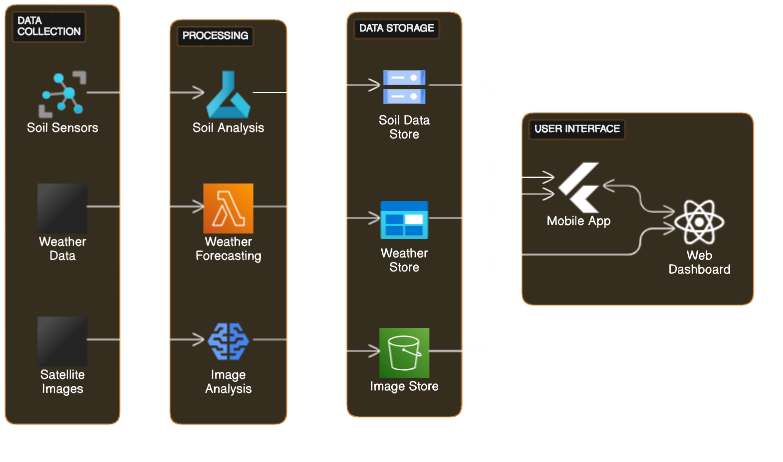 DATA
COLLECTION
Soil Sensors
Weather
Data
Satellite
Images
PROCESSING
Soil Analysis
Weather
Forecasting
Image
Analysis
DATA STORAGE
Soil Data
Store
Weather
Store
Image Store
USER INTERFACE
Mobile App
Web
Dashboard